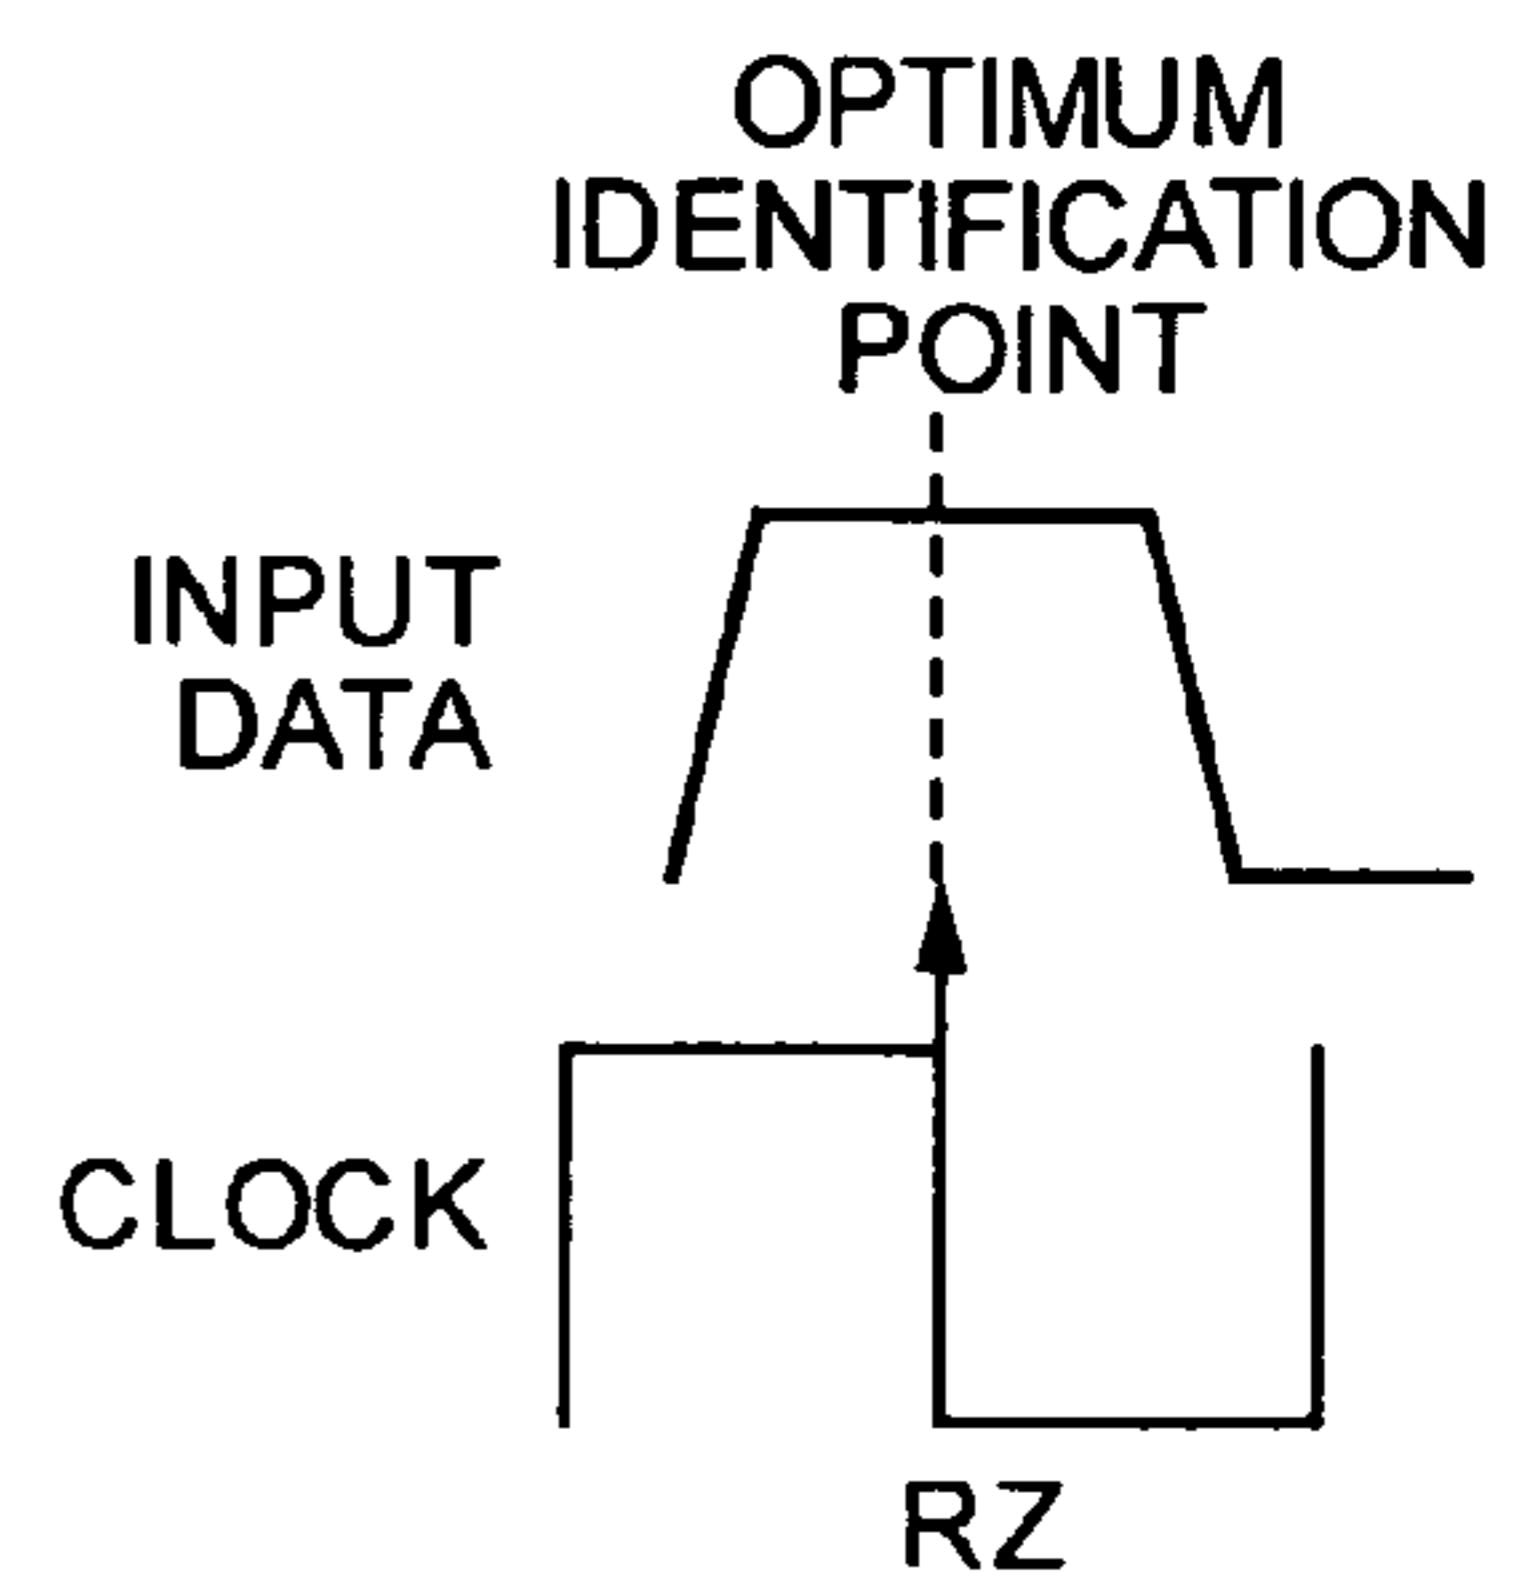 OPTIMUM
IDENTIFICATION
POINT
INPUT
DATA
CLOCK
RZ